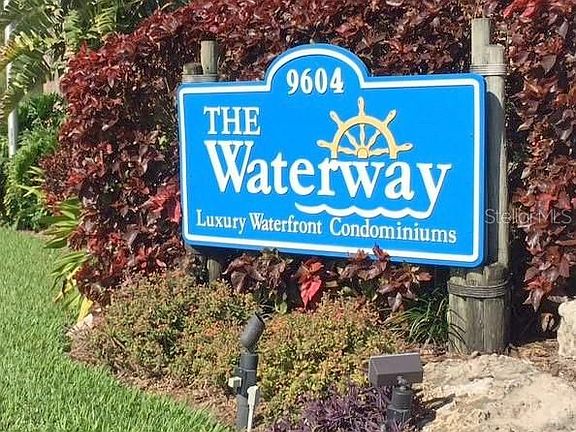 9604
THE
Waterway
Luxury Waterfront Condominiums
Stellar MLS